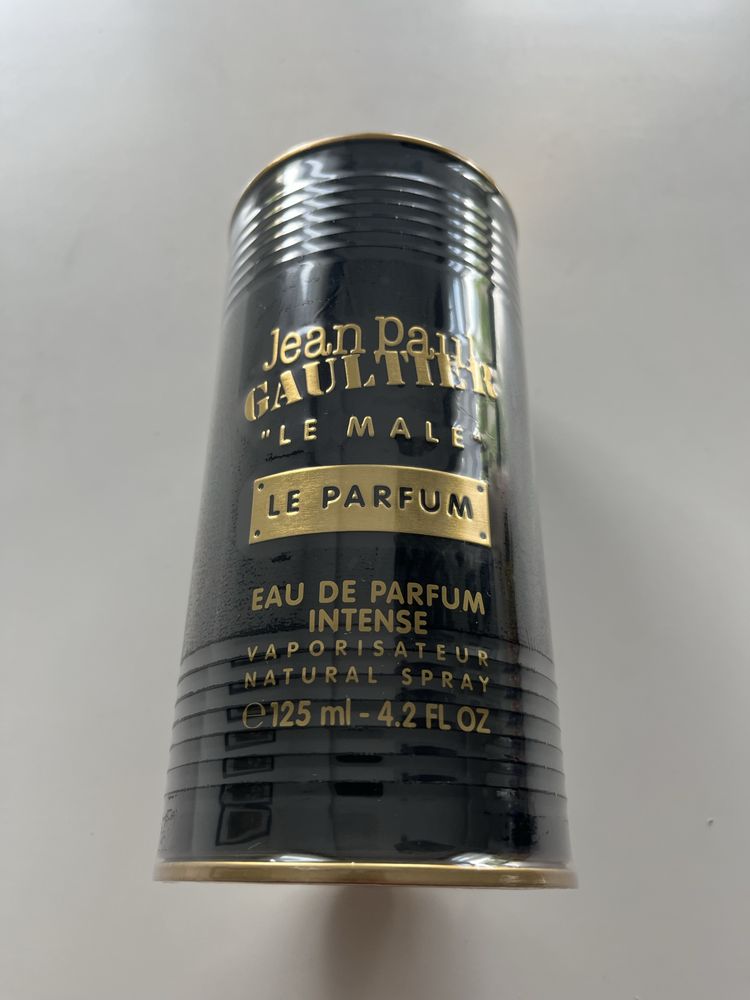 Jean Paul
GAULTIER
"LE MALE"
LE PARFUM
EAU DE PARFUM
INTENSE
VAPORISATEUR
NATURAL SPRAY
℮ 125 ml - 4.2 FL OZ